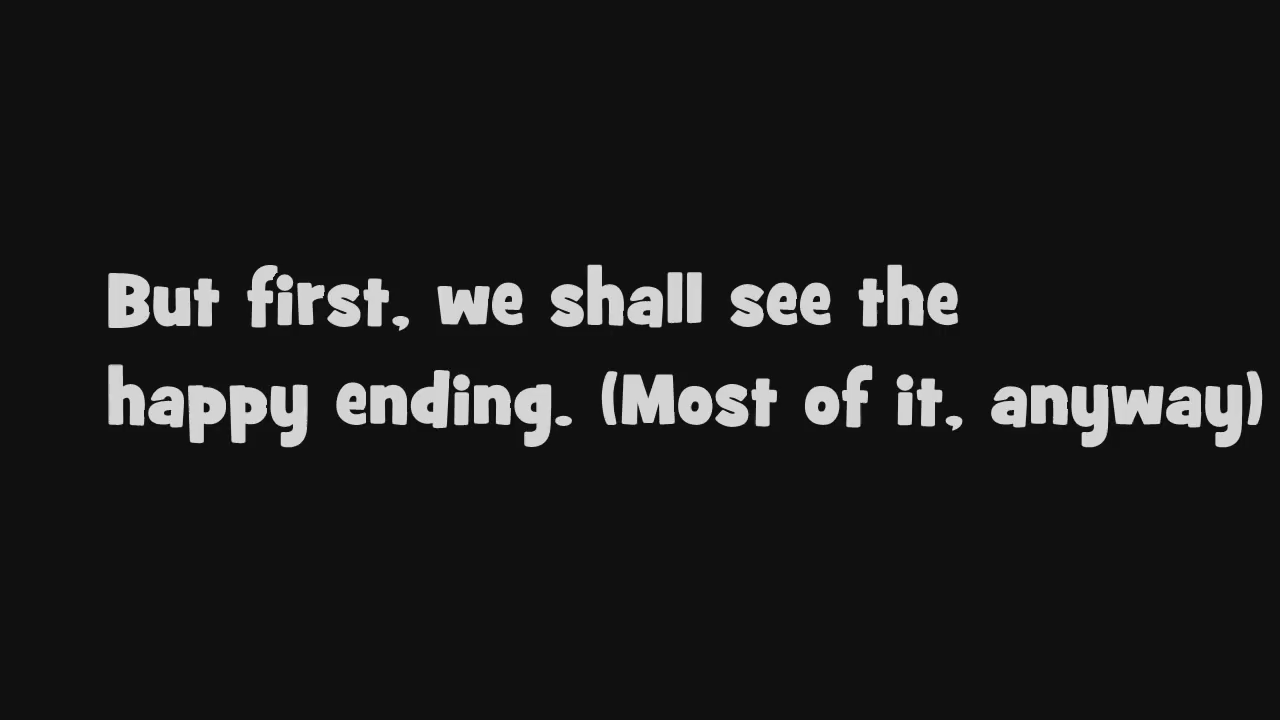 But first, we shall see the
happy ending. (Most of it, anyway)